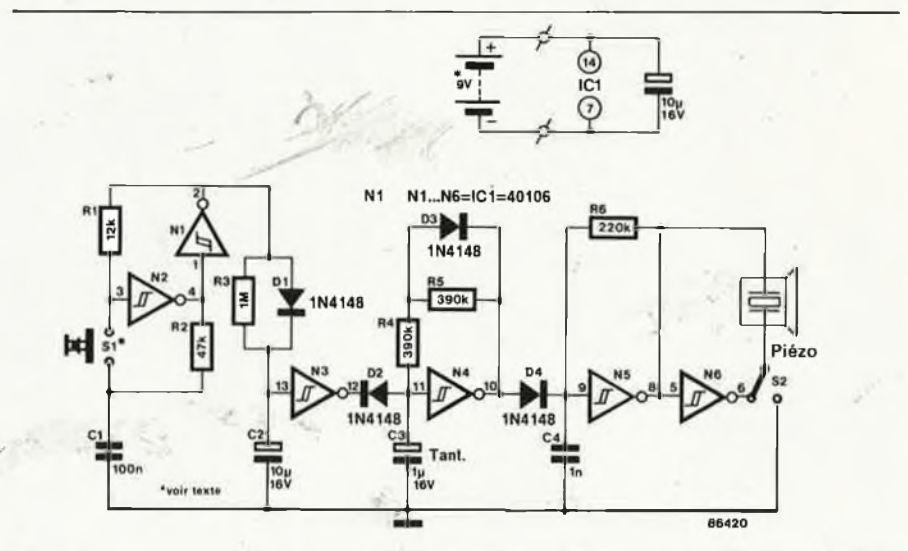 +
*
9V
−
14
IC1
7
10µ
16V
N1 N1...N6=IC1=40106
R1
12k
2
N1
1
3
N2
4
S1*
R2
47k
C1
100n
*voir texte
R3
1M
D1
1N4148
13
N3
12
C2
10µ
16V
D2
1N4148
D3
1N4148
R5
390k
R4
390k
11
N4
10
C3
Tant.
1µ
16V
D4
1N4148
R6
220k
9
N5
8
5
N6
6
C4
1n
Piézo
S2
86420